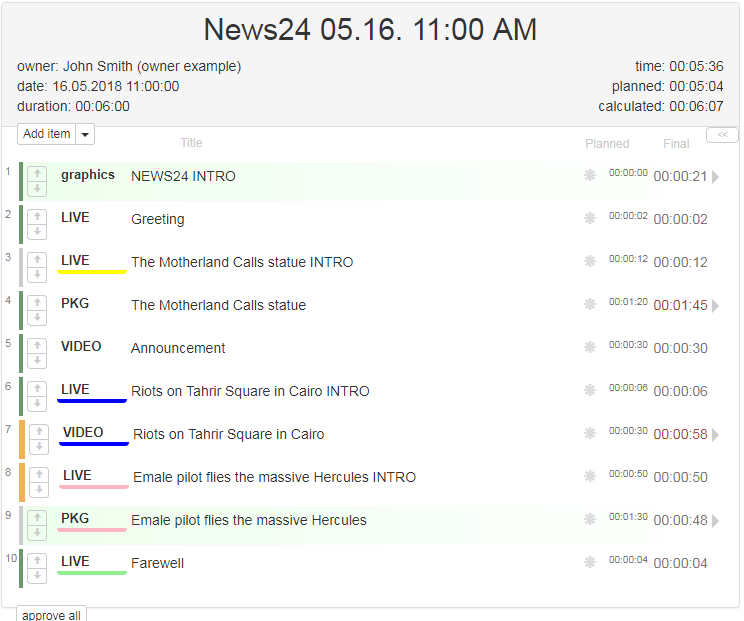 News24 05.16. 11:00 AM
owner: John Smith (owner example) time: 00:05:36
date: 16.05.2018 11:00:00 planned: 00:05:04
duration: 00:06:00 calculated: 00:06:07
Add item Title Planned Final <<
1 graphics NEWS24 INTRO 00:00:00 00:00:21
2 LIVE Greeting 00:00:02 00:00:02
3 LIVE The Motherland Calls statue INTRO 00:00:12 00:00:12
4 PKG The Motherland Calls statue 00:01:20 00:01:45
5 VIDEO Announcement 00:00:30 00:00:30
6 LIVE Riots on Tahrir Square in Cairo INTRO 00:00:06 00:00:06
7 VIDEO Riots on Tahrir Square in Cairo 00:00:30 00:00:58
8 LIVE Emale pilot flies the massive Hercules INTRO 00:00:50 00:00:50
9 PKG Emale pilot flies the massive Hercules 00:01:30 00:00:48
10 LIVE Farewell 00:00:04 00:00:04
approve all